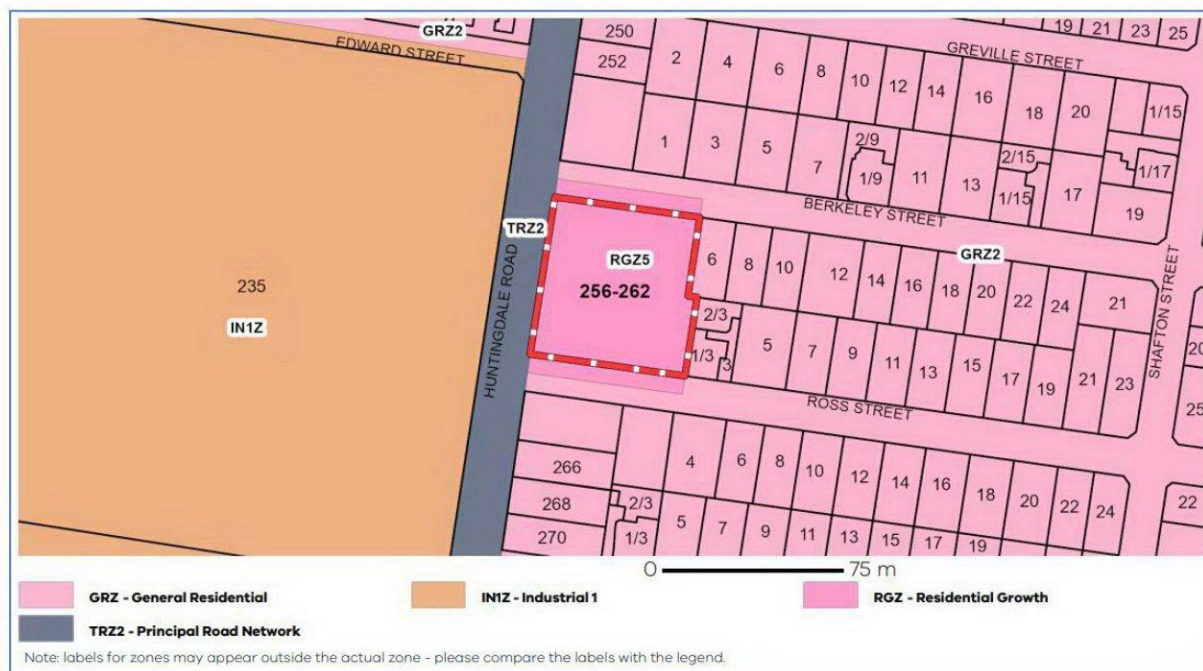 GRZ2
EDWARD STREET
250
252
19 21 23 25
GREVILLE STREET
2 4 6 8 10 12 14 16 18 20 1/15
1 3 5 7 2/9 1/9 11 13 2/15 1/15 17 1/17 19
BERKELEY STREET
TRZ2
RGZ5
256-262
GRZ2
235
IN1Z
HUNTINGDALE ROAD
6 8 10 12 14 16 18 20 22 24 21
2/3 1/3 3 5 7 9 11 13 15 17 19 21 23
SHAFTON STREET
20
25
ROSS STREET
266
268
270
4 6 8 10 12 14 16 18 20 22 24
22
2/3 1/3 5 7 9 11 13 15 17 19
0 75 m
GRZ - General Residential
IN1Z - Industrial 1
RGZ - Residential Growth
TRZ2 - Principal Road Network
Note: labels for zones may appear outside the actual zone - please compare the labels with the legend.